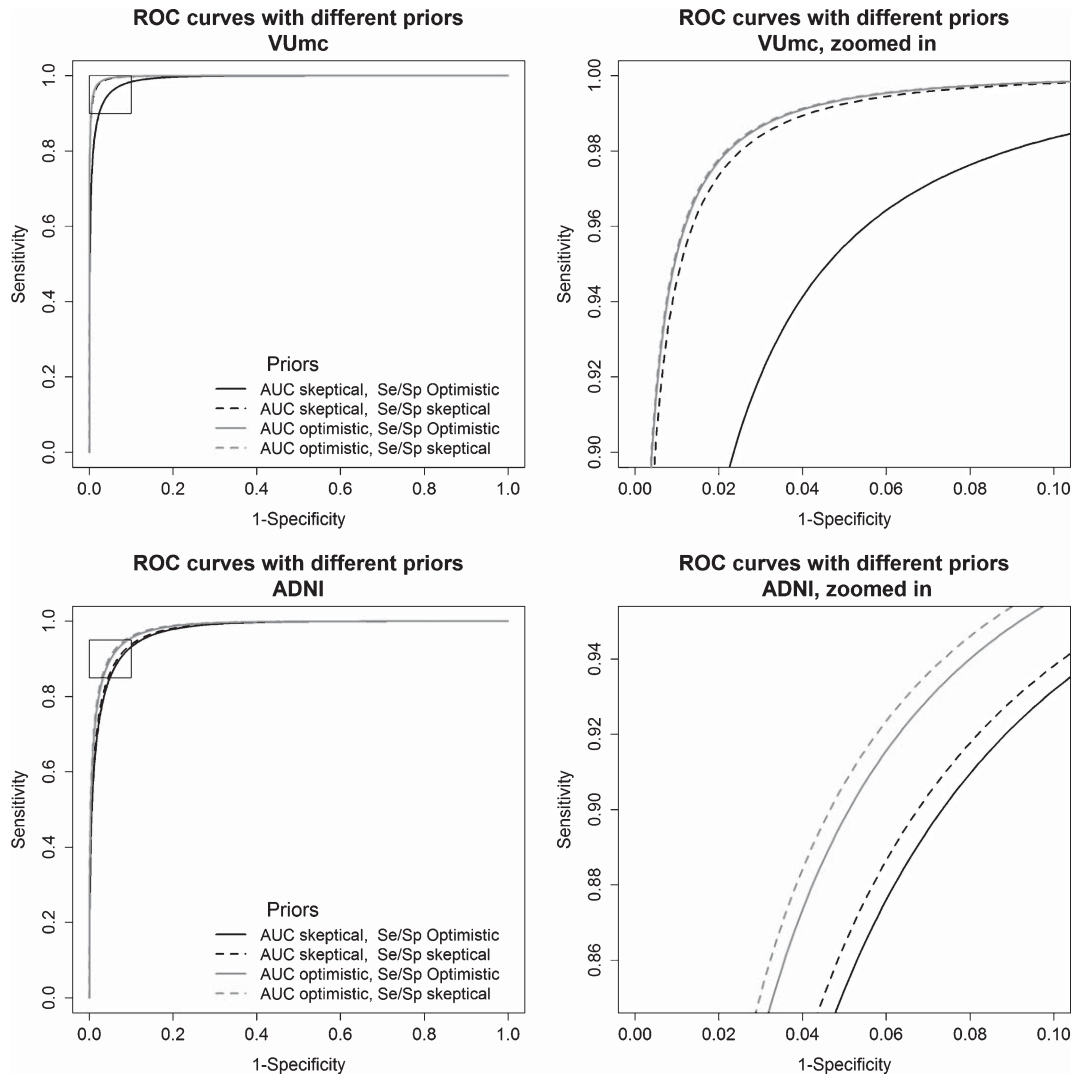 ROC curves with different priors
VUmc
Sensitivity
1.0
0.8
0.6
0.4
0.2
0.0
Priors
AUC skeptical, Se/Sp Optimistic
AUC skeptical, Se/Sp skeptical
AUC optimistic, Se/Sp Optimistic
AUC optimistic, Se/Sp skeptical
0.0 0.2 0.4 0.6 0.8 1.0
1-Specificity
ROC curves with different priors
VUmc, zoomed in
Sensitivity
1.00
0.98
0.96
0.94
0.92
0.90
0.00 0.02 0.04 0.06 0.08 0.10
1-Specificity
ROC curves with different priors
ADNI
Sensitivity
1.0
0.8
0.6
0.4
0.2
0.0
Priors
AUC skeptical, Se/Sp Optimistic
AUC skeptical, Se/Sp skeptical
AUC optimistic, Se/Sp Optimistic
AUC optimistic, Se/Sp skeptical
0.0 0.2 0.4 0.6 0.8 1.0
1-Specificity
ROC curves with different priors
ADNI, zoomed in
Sensitivity
0.94
0.92
0.90
0.88
0.86
0.00 0.02 0.04 0.06 0.08 0.10
1-Specificity